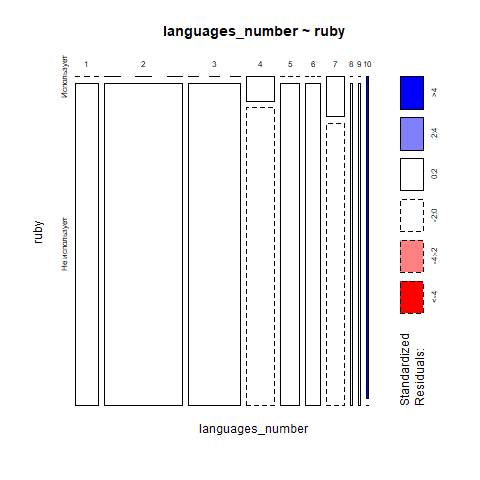 languages_number ~ ruby
1 2 3 4 5 6 7 8 9 10
Использует
Не использует
ruby
languages_number
Standardized
Residuals:
<-4
-4:-2
-2:0
0:2
2:4
>4